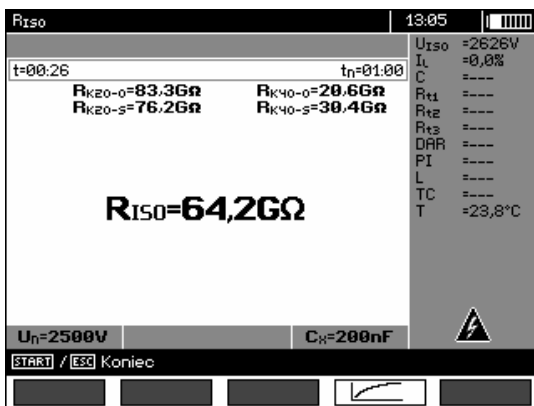 RISO 13:05
t=00:26 tn=01:00
RK20-0=83,3GΩ RK40-0=20,6GΩ
RK20-S=76,2GΩ RK40-S=30,4GΩ
RISO=64,2GΩ
Un=2500V Cx=200nF
START / ESC Koniec
UISO =2626V
IL =0,0%
C =---
Rt1 =---
Rt2 =---
Rt3 =---
DAR =---
PI =---
L =---
TC =---
T =23,8°C